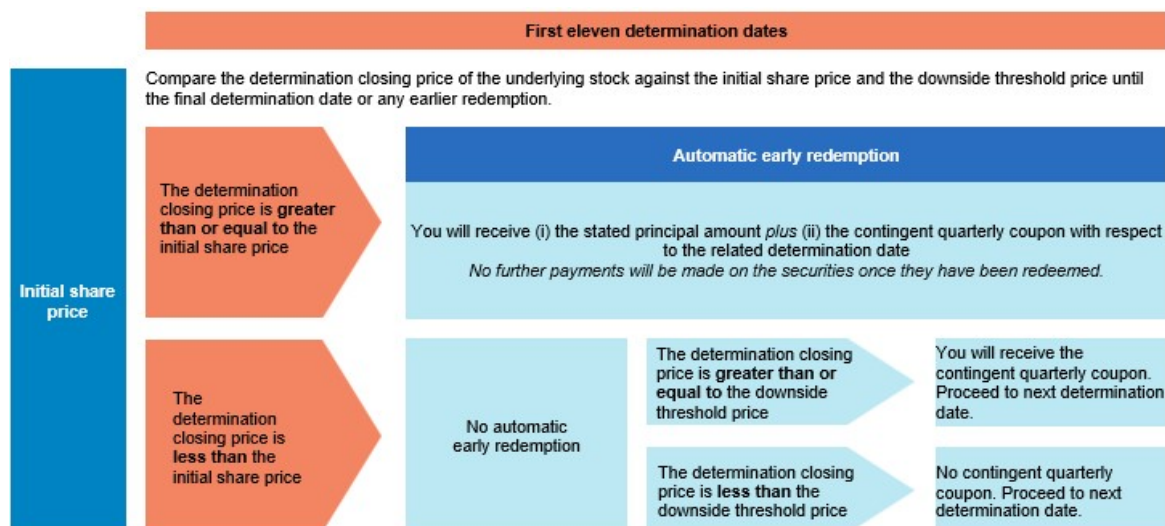 First eleven determination dates
Compare the determination closing price of the underlying stock against the initial share price and the downside threshold price until
the final determination date or any earlier redemption.
Initial share
price
The determination
closing price is greater
than or equal to the
initial share price
Automatic early redemption
You will receive (i) the stated principal amount plus (ii) the contingent quarterly coupon with respect
to the related determination date
No further payments will be made on the securities once they have been redeemed.
The
determination
closing price is
less than the
initial share price
No automatic
early redemption
The determination closing
price is greater than or
equal to the downside
threshold price
You will receive the
contingent quarterly coupon.
Proceed to next determination
date.
The determination closing
price is less than the
downside threshold price
No contingent quarterly
coupon. Proceed to next
determination date.